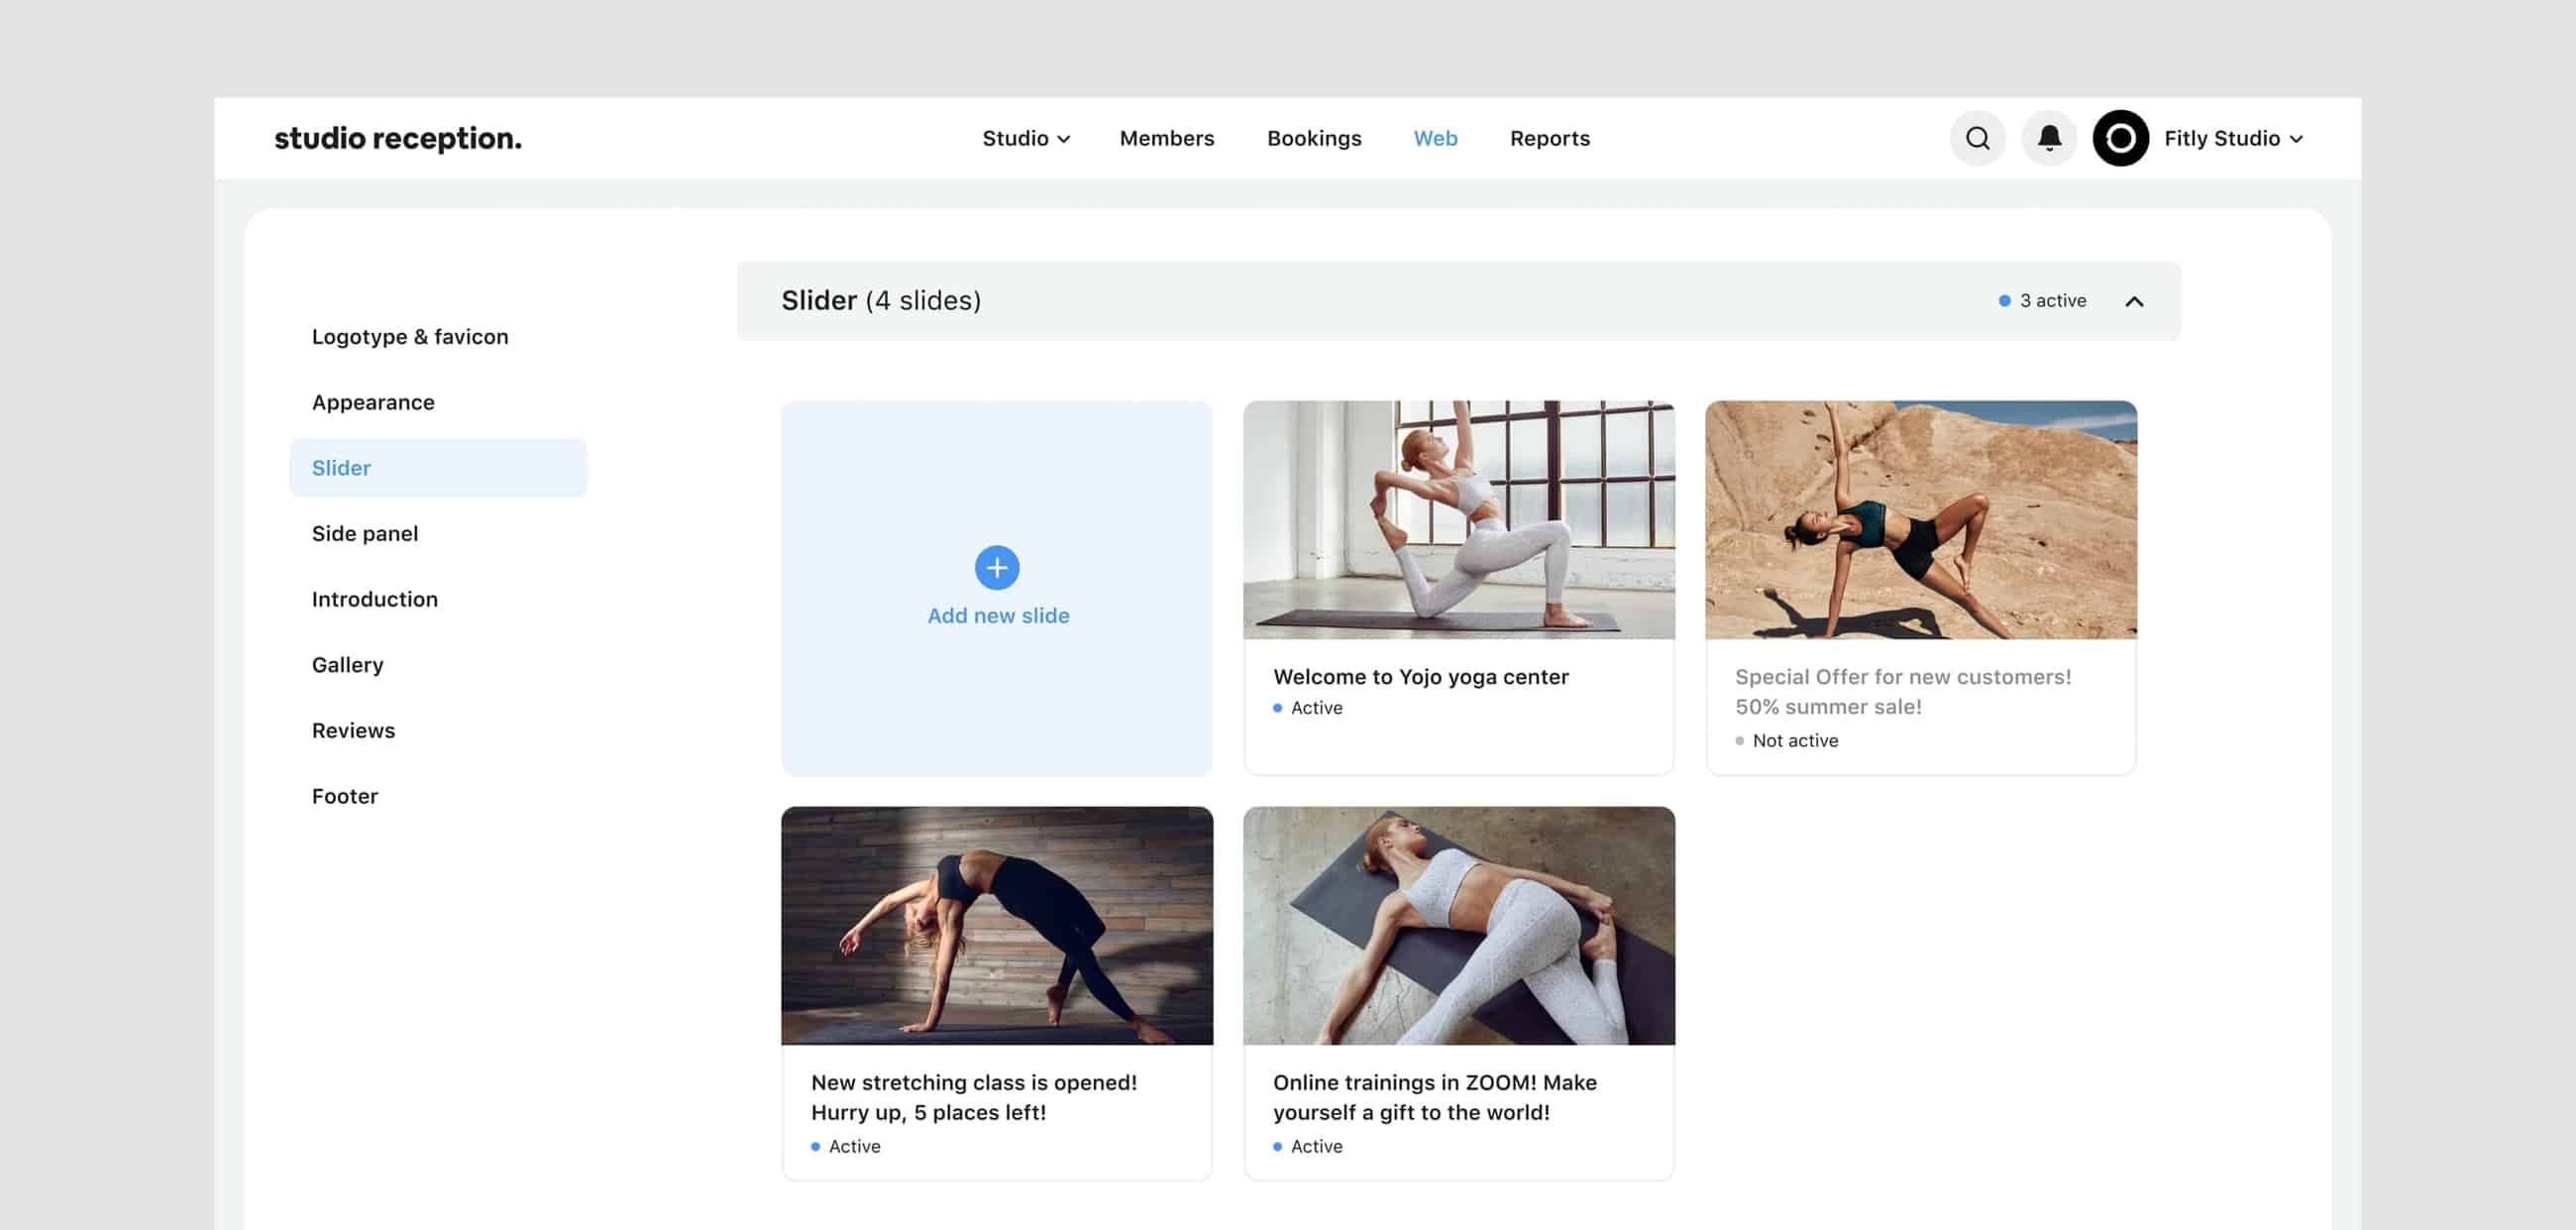 studio reception.
Studio
Members
Bookings
Web
Reports
Fitly Studio
Logotype & favicon
Appearance
Slider
Side panel
Introduction
Gallery
Reviews
Footer
Slider (4 slides)
3 active
Add new slide
Welcome to Yojo yoga center
Active
Special Offer for new customers!
50% summer sale!
Not active
New stretching class is opened!
Hurry up, 5 places left!
Active
Online trainings in ZOOM! Make
yourself a gift to the world!
Active